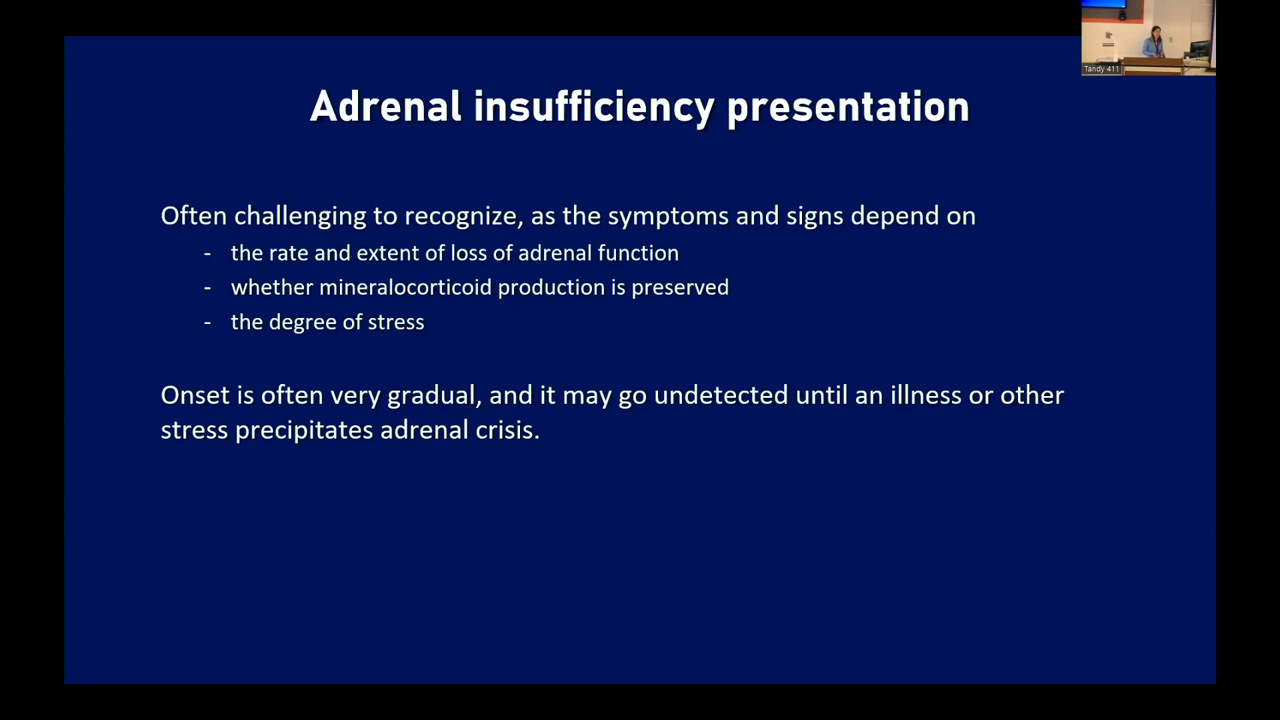 Adrenal insufficiency presentation
Often challenging to recognize, as the symptoms and signs depend on
- the rate and extent of loss of adrenal function
- whether mineralocorticoid production is preserved
- the degree of stress
Onset is often very gradual, and it may go undetected until an illness or other
stress precipitates adrenal crisis.
Tandy 411